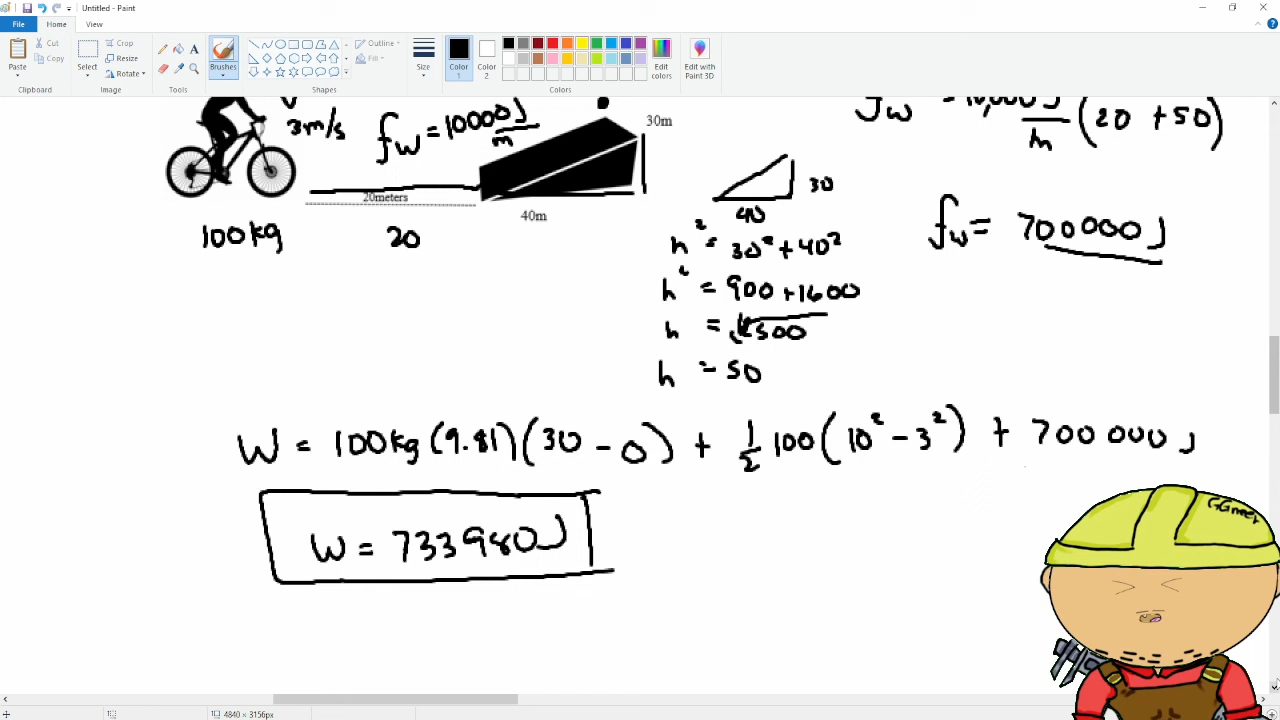 Untitled - Paint
File Home View
Paste Cut Copy Clipboard
Select Crop Resize Rotate Image
Tools
Brushes
Outline Fill Shapes
Size
Color 1 Color 2 Edit colors Colors
Edit with Paint 3D
3m/s
fw = 10000 J/m
30m
20meters
40m
100kg
20
30
40
h² = 30² + 40²
h² = 900 + 1600
h = √2500
h = 50
fw = 10,000 J/m (20 + 50)
fw = 700000 J
W = 100kg (9.81)(30 - 0) + 1/2 100 (10² - 3²) + 700 000 J
W = 733980 J
GGneer
4840 × 3156px